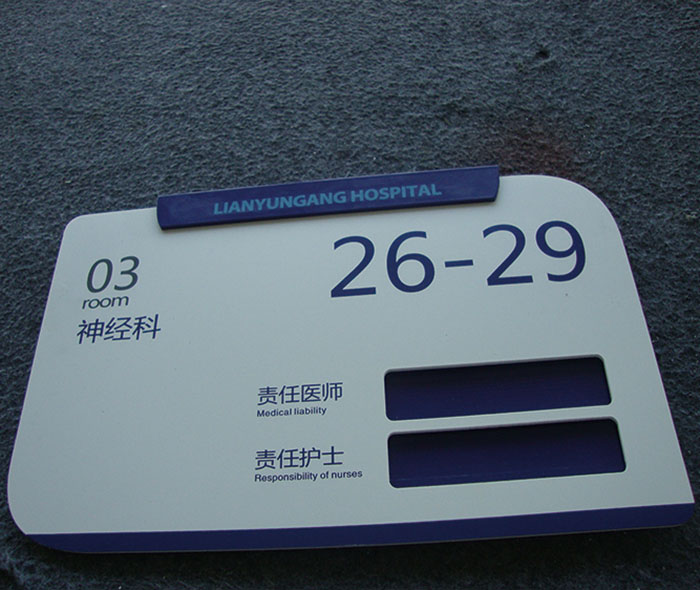 LIANYUNGANG HOSPITAL
03
room
神经科
26-29
责任医师
Medical liability
责任护士
Responsibility of nurses